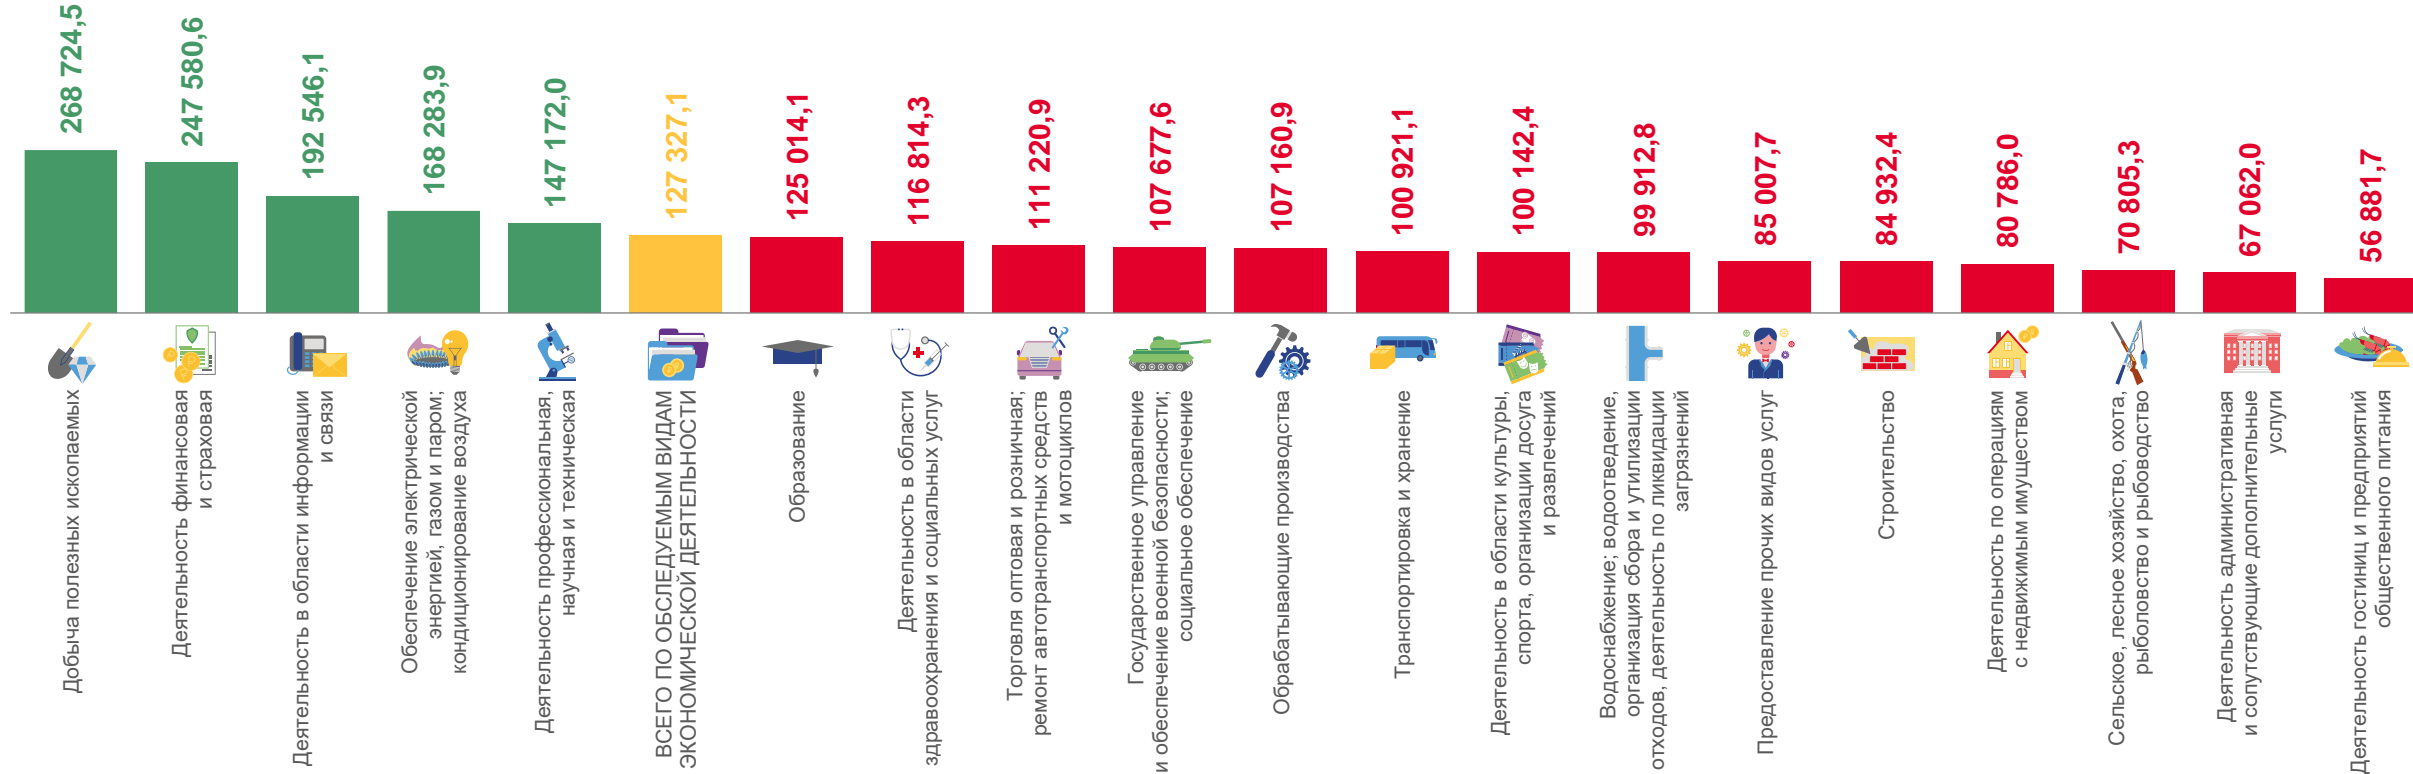 268 724,5
247 580,6
192 546,1
168 283,9
147 172,0
127 327,1
125 014,1
116 814,3
111 220,9
107 677,6
107 160,9
100 921,1
100 142,4
99 912,8
85 007,7
84 932,4
80 786,0
70 805,3
67 062,0
56 881,7
Добыча полезных ископаемых
Деятельность финансовая
и страховая
Деятельность в области информации
и связи
Обеспечение электрической
энергией, газом и паром;
кондиционирование воздуха
Деятельность профессиональная,
научная и техническая
ВСЕГО ПО ОБСЛЕДУЕМЫМ ВИДАМ
ЭКОНОМИЧЕСКОЙ ДЕЯТЕЛЬНОСТИ
Образование
Деятельность в области
здравоохранения и социальных услуг
Торговля оптовая и розничная;
ремонт автотранспортных средств
и мотоциклов
Государственное управление
и обеспечение военной безопасности;
социальное обеспечение
Обрабатывающие производства
Транспортировка и хранение
Деятельность в области культуры,
спорта, организации досуга
и развлечений
Водоснабжение; водоотведение,
организация сбора и утилизации
отходов, деятельность по ликвидации
загрязнений
Предоставление прочих видов услуг
Строительство
Деятельность по операциям
с недвижимым имуществом
Сельское, лесное хозяйство, охота,
рыболовство и рыбоводство
Деятельность административная
и сопутствующие дополнительные
услуги
Деятельность гостиниц и предприятий
общественного питания